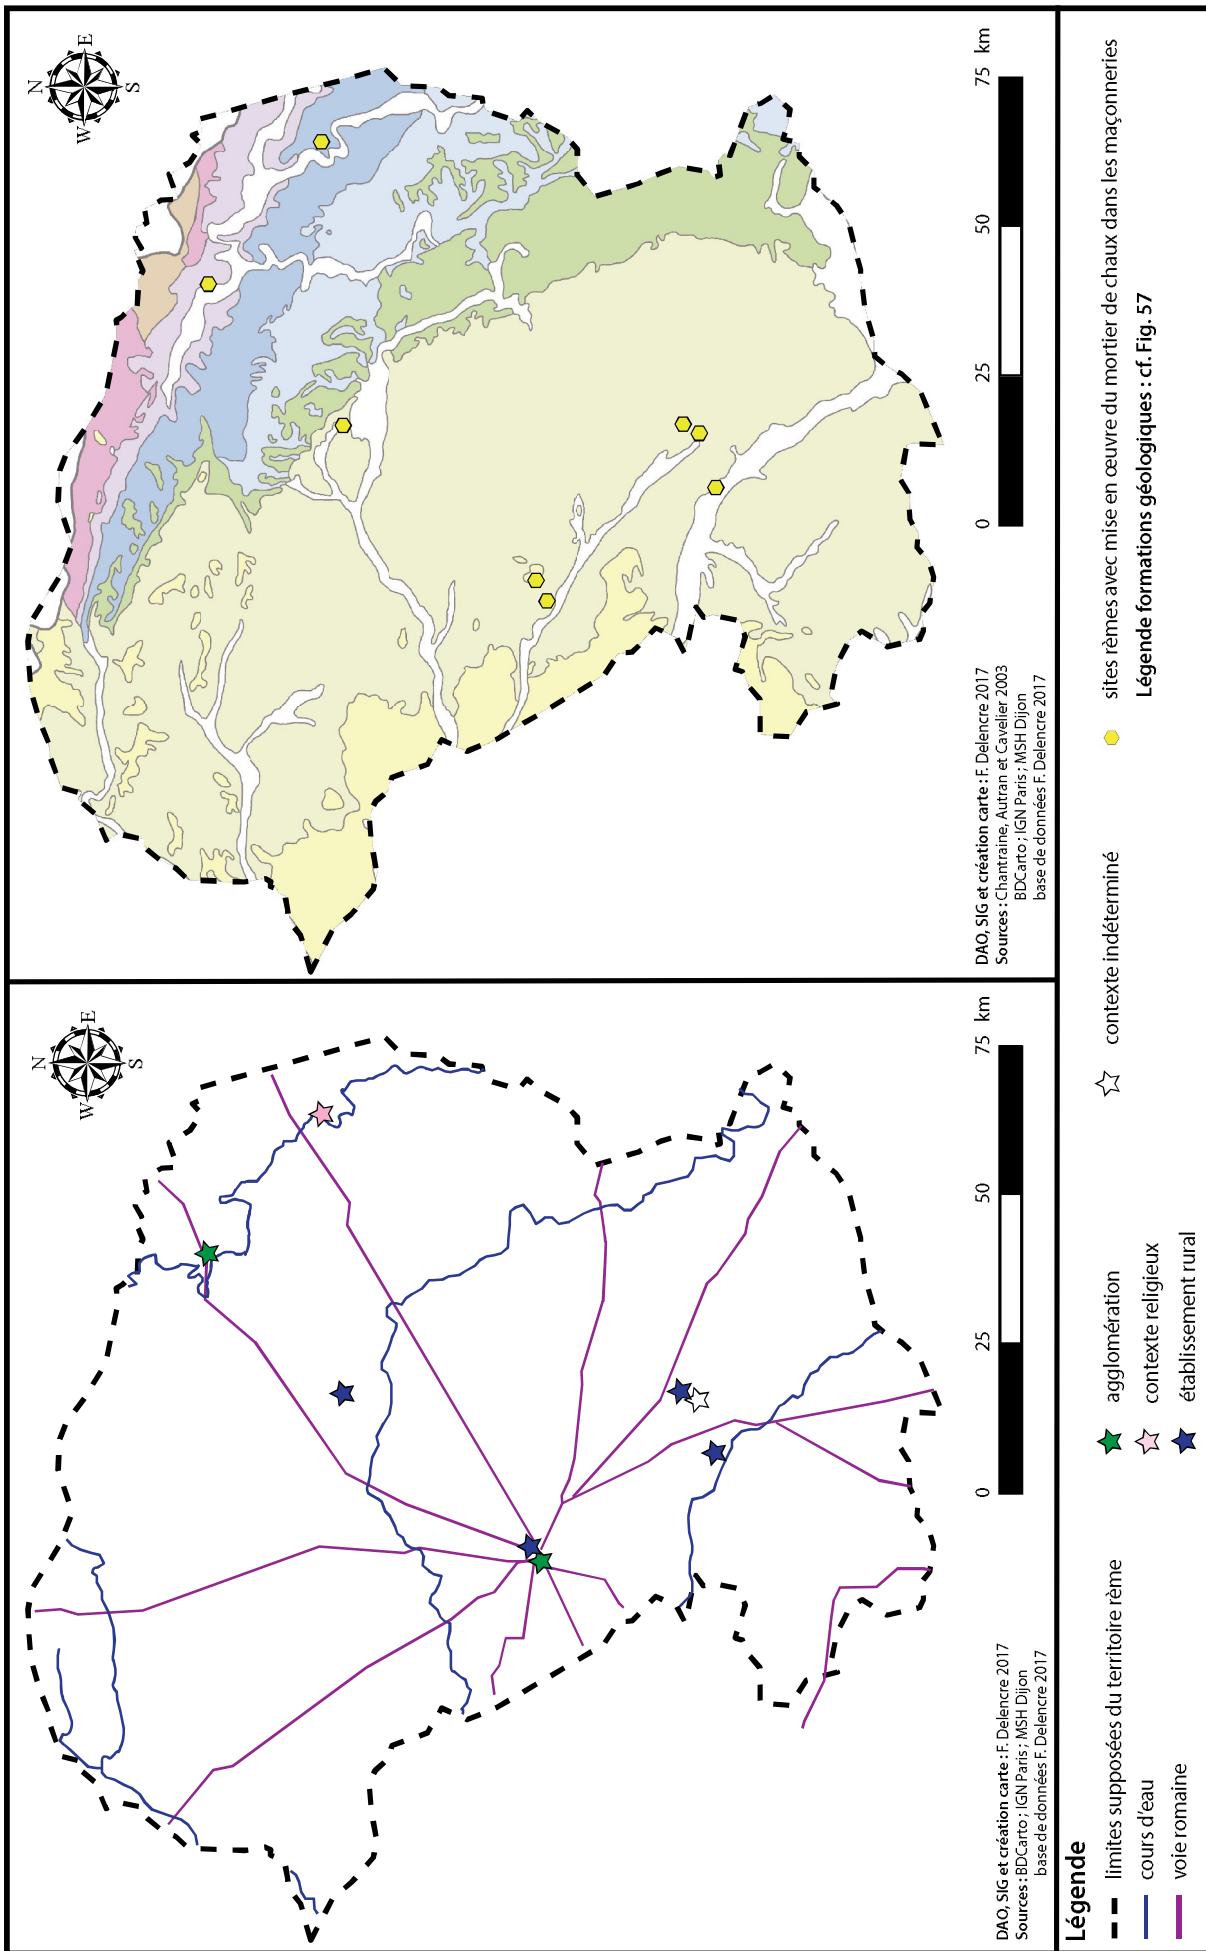 N
E
S
W
0
25
50
75
km
DAO, SIG et création carte : F. Delencre 2017
Sources : BDCarto ; IGN Paris ; MSH Dijon
base de données F. Delencre 2017
N
E
S
W
0
25
50
75
km
DAO, SIG et création carte : F. Delencre 2017
Sources : Chantraine, Autran et Cavelier 2003
BDCarto ; IGN Paris ; MSH Dijon
base de données F. Delencre 2017
Légende
limites supposées du territoire rème
cours d'eau
voie romaine
agglomération
contexte religieux
établissement rural
contexte indéterminé
sites rèmes avec mise en œuvre du mortier de chaux dans les maçonneries
Légende formations géologiques : cf. Fig. 57